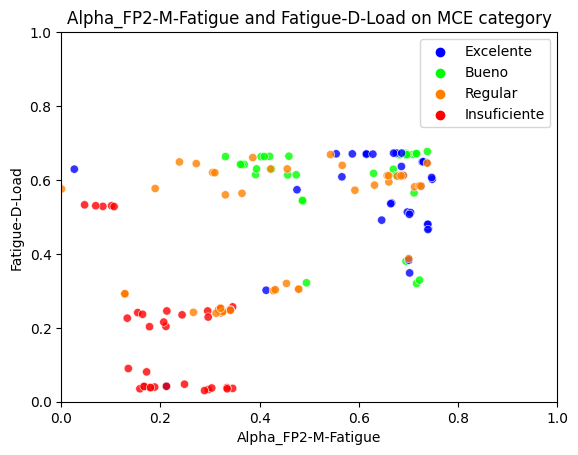 Alpha_FP2-M-Fatigue and Fatigue-D-Load on MCE category
1.0
0.8
0.6
0.4
0.2
0.0
Fatigue-D-Load
Excelente
Bueno
Regular
Insuficiente
0.0 0.2 0.4 0.6 0.8 1.0
Alpha_FP2-M-Fatigue